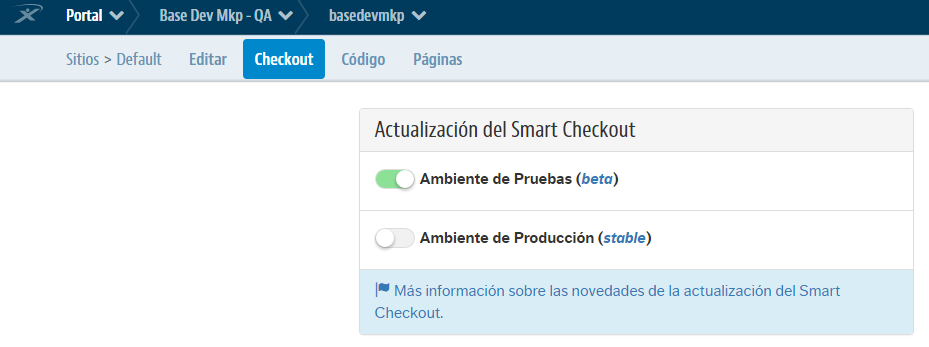 Portal Base Dev Mkp - QA basedevmkp
Sitios > Default Editar Checkout Código Páginas
Actualización del Smart Checkout
Ambiente de Pruebas (beta)
Ambiente de Producción (stable)
Más información sobre las novedades de la actualización del Smart
Checkout.